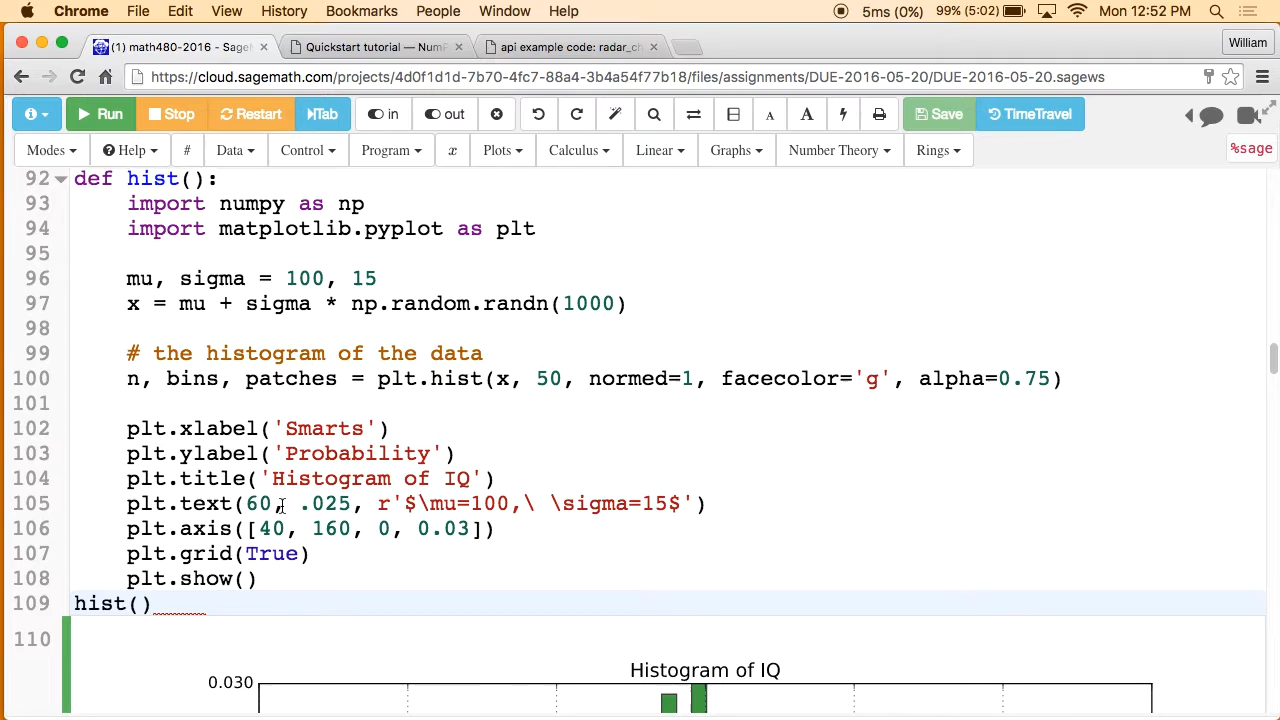 Chrome File Edit View History Bookmarks People Window Help 5ms (0%) 99% (5:02) Mon 12:52 PM
(1) math480-2016 - Sageh × Quickstart tutorial — NumP × api example code: radar_ch × William
https://cloud.sagemath.com/projects/4d0f1d1d-7b70-4fc7-88a4-3b4a54f77b18/files/assignments/DUE-2016-05-20/DUE-2016-05-20.sagews
Run Stop Restart Tab in out A A Save TimeTravel
Modes Help # Data Control Program x Plots Calculus Linear Graphs Number Theory Rings %sage
92 def hist():
93 import numpy as np
94 import matplotlib.pyplot as plt
95
96 mu, sigma = 100, 15
97 x = mu + sigma * np.random.randn(1000)
98
99 # the histogram of the data
100 n, bins, patches = plt.hist(x, 50, normed=1, facecolor='g', alpha=0.75)
101
102 plt.xlabel('Smarts')
103 plt.ylabel('Probability')
104 plt.title('Histogram of IQ')
105 plt.text(60, .025, r'$\mu=100,\ \sigma=15$')
106 plt.axis([40, 160, 0, 0.03])
107 plt.grid(True)
108 plt.show()
109 hist()
110
Histogram of IQ
0.030